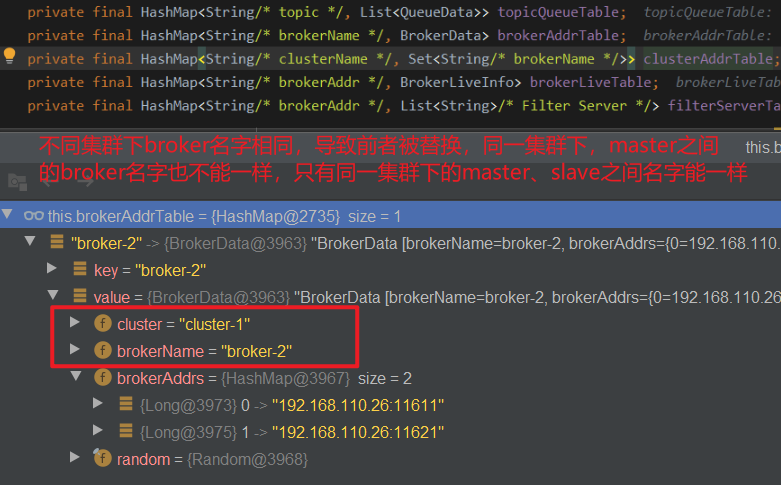 private final HashMap<String/* topic */, List<QueueData>> topicQueueTable; topicQueueTable:
private final HashMap<String/* brokerName */, BrokerData> brokerAddrTable; brokerAddrTable:
private final HashMap<String/* clusterName */, Set<String/* brokerName */>> clusterAddrTable;
private final HashMap<String/* brokerAddr */, BrokerLiveInfo> brokerLiveTable; brokerLiveTab
private final HashMap<String/* brokerAddr */, List<String>/* Filter Server */> filterServerTa
不同集群下broker名字相同，导致前者被替换，同一集群下，master之间
this.b
的broker名字也不能一样，只有同一集群下的master、slave之间名字能一样
this.brokerAddrTable = {HashMap@2735} size = 1
"broker-2" -> {BrokerData@3963} "BrokerData [brokerName=broker-2, brokerAddrs={0=192.168.110.
key = "broker-2"
value = {BrokerData@3963} "BrokerData [brokerName=broker-2, brokerAddrs={0=192.168.110.26
f cluster = "cluster-1"
f brokerName = "broker-2"
f brokerAddrs = {HashMap@3967} size = 2
{Long@3973} 0 -> "192.168.110.26:11611"
{Long@3975} 1 -> "192.168.110.26:11621"
f random = {Random@3968}